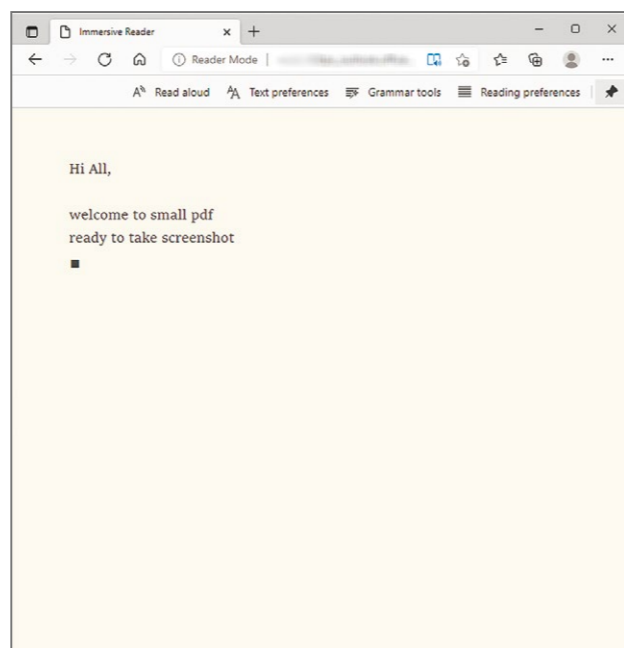 Immersive Reader
Reader Mode
Read aloud Text preferences Grammar tools Reading preferences
Hi All,
welcome to small pdf
ready to take screenshot